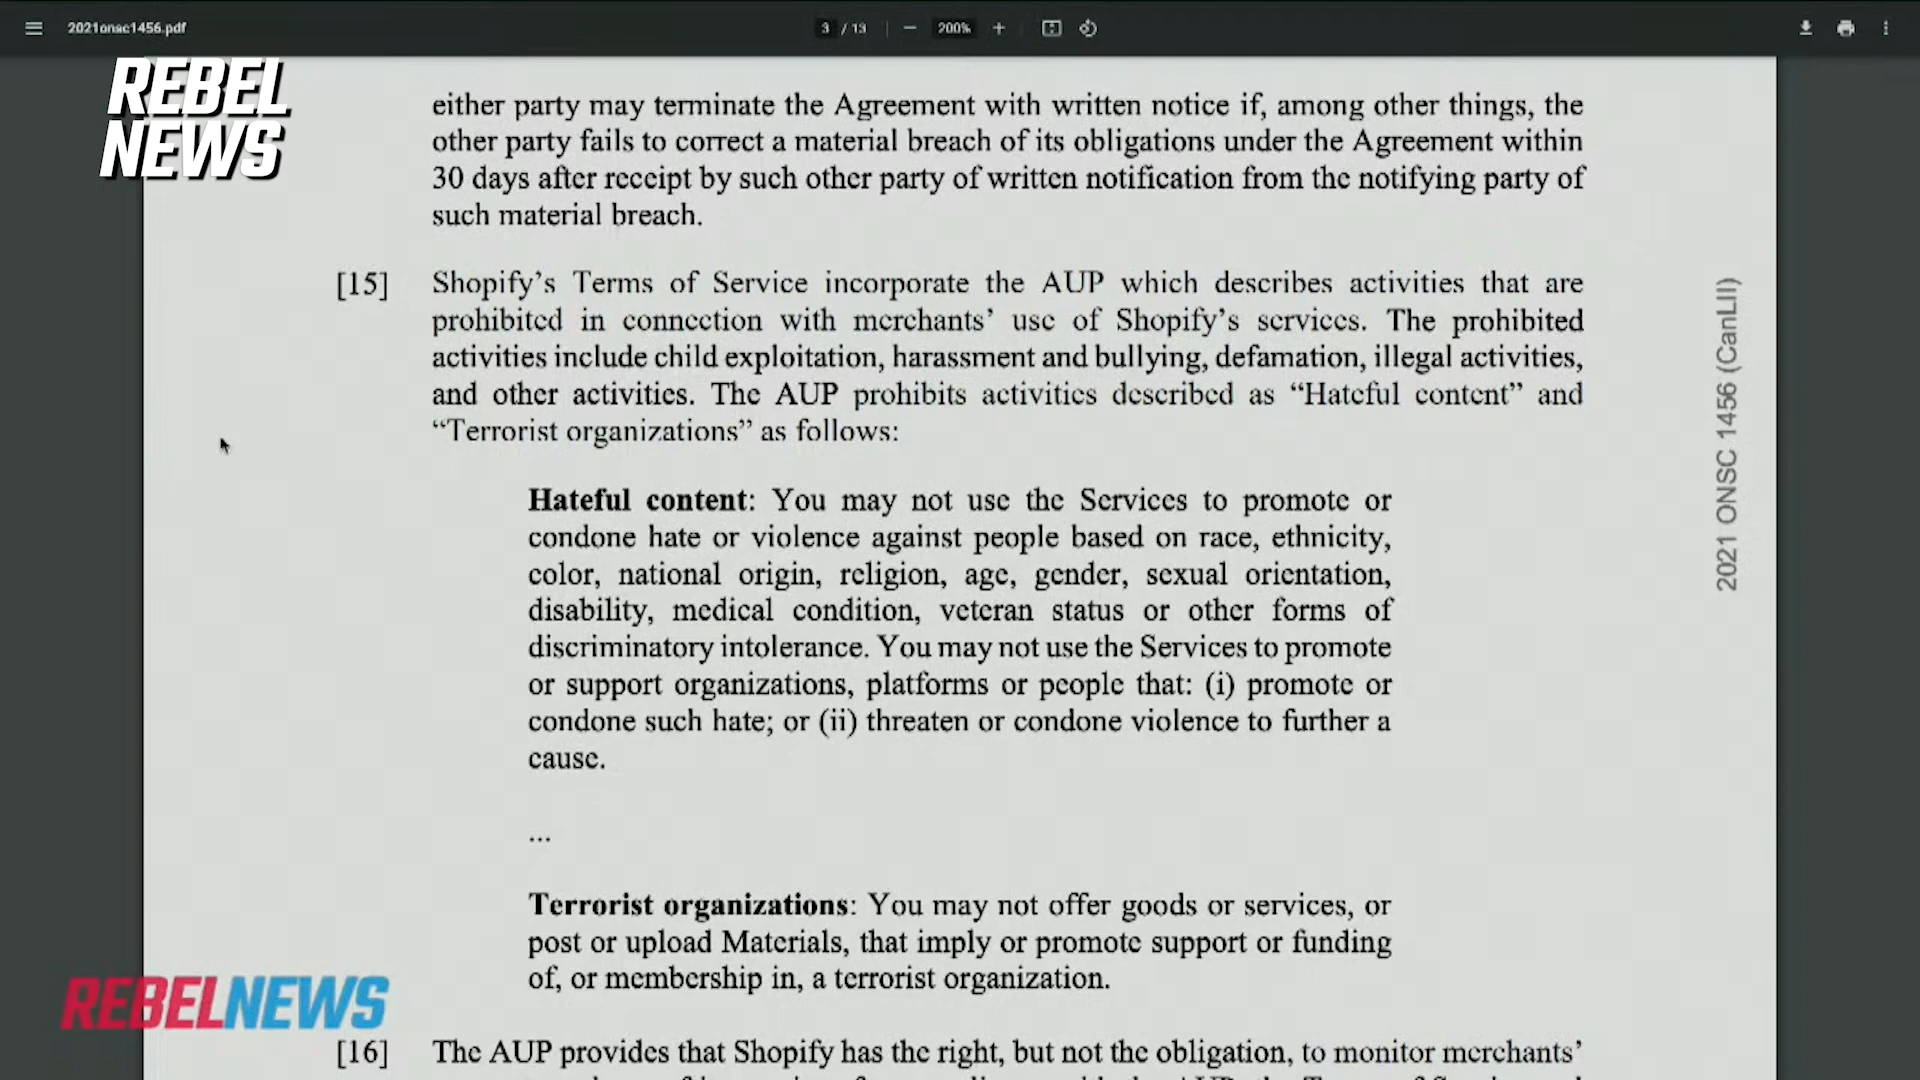 2021onsc1456.pdf
3 / 13
200%
REBEL
NEWS
either party may terminate the Agreement with written notice if, among other things, the
other party fails to correct a material breach of its obligations under the Agreement within
30 days after receipt by such other party of written notification from the notifying party of
such material breach.
[15] Shopify’s Terms of Service incorporate the AUP which describes activities that are
prohibited in connection with merchants’ use of Shopify’s services. The prohibited
activities include child exploitation, harassment and bullying, defamation, illegal activities,
and other activities. The AUP prohibits activities described as “Hateful content” and
“Terrorist organizations” as follows:
Hateful content: You may not use the Services to promote or
condone hate or violence against people based on race, ethnicity,
color, national origin, religion, age, gender, sexual orientation,
disability, medical condition, veteran status or other forms of
discriminatory intolerance. You may not use the Services to promote
or support organizations, platforms or people that: (i) promote or
condone such hate; or (ii) threaten or condone violence to further a
cause.
...
Terrorist organizations: You may not offer goods or services, or
post or upload Materials, that imply or promote support or funding
of, or membership in, a terrorist organization.
[16] The AUP provides that Shopify has the right, but not the obligation, to monitor merchants’
2021 ONSC 1456 (CanLII)
REBELNEWS